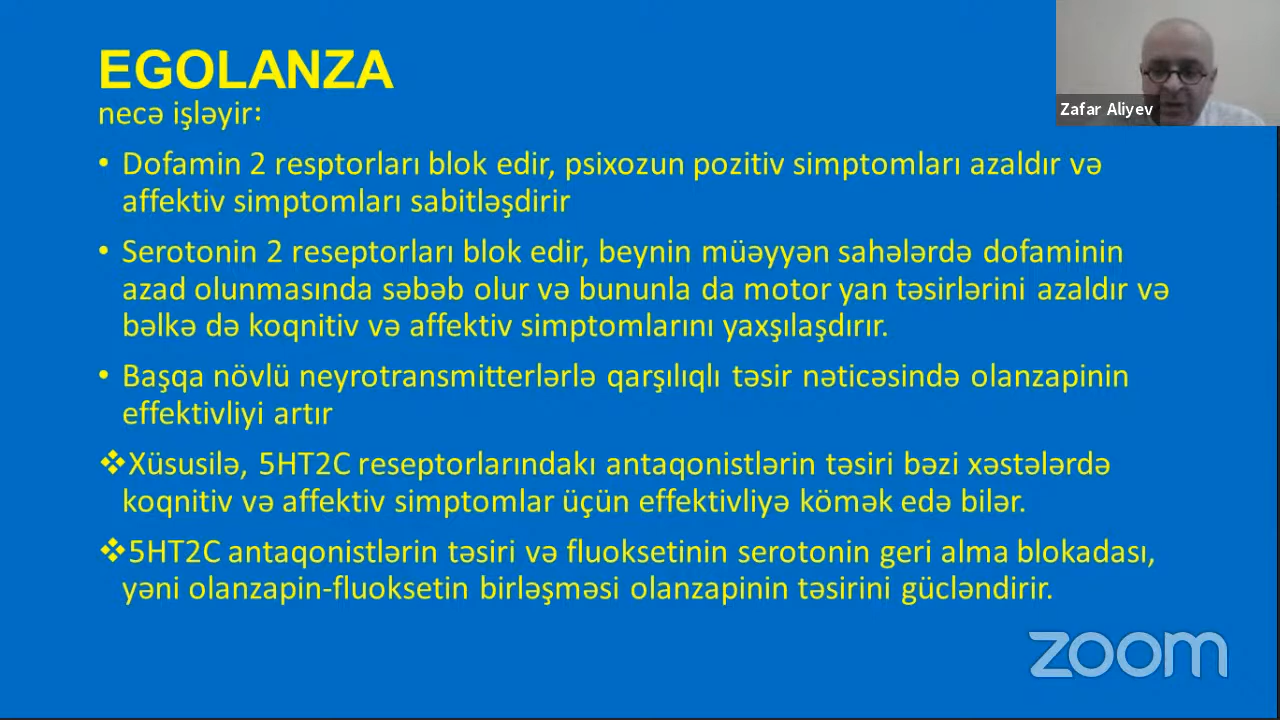 EGOLANZA
necə işləyir:
• Dofamin 2 resptorları blok edir, psixozun pozitiv simptomları azaldır və
affektiv simptomları sabitləşdirir
• Serotonin 2 reseptorları blok edir, beynin müəyyən sahələrdə dofaminin
azad olunmasında səbəb olur və bununla da motor yan təsirlərini azaldır və
bəlkə də koqnitiv və affektiv simptomlarını yaxşılaşdırır.
• Başqa növlü neyrotransmitterlərlə qarşılıqlı təsir nəticəsində olanzapinin
effektivliyi artır
❖Xüsusilə, 5HT2C reseptorlarındakı antaqonistlərin təsiri bəzi xəstələrdə
koqnitiv və affektiv simptomlar üçün effektivliyə kömək edə bilər.
❖5HT2C antaqonistlərin təsiri və fluoksetinin serotonin geri alma blokadası,
yəni olanzapin-fluoksetin birləşməsi olanzapinin təsirini gücləndirir.
Zafar Aliyev
zoom